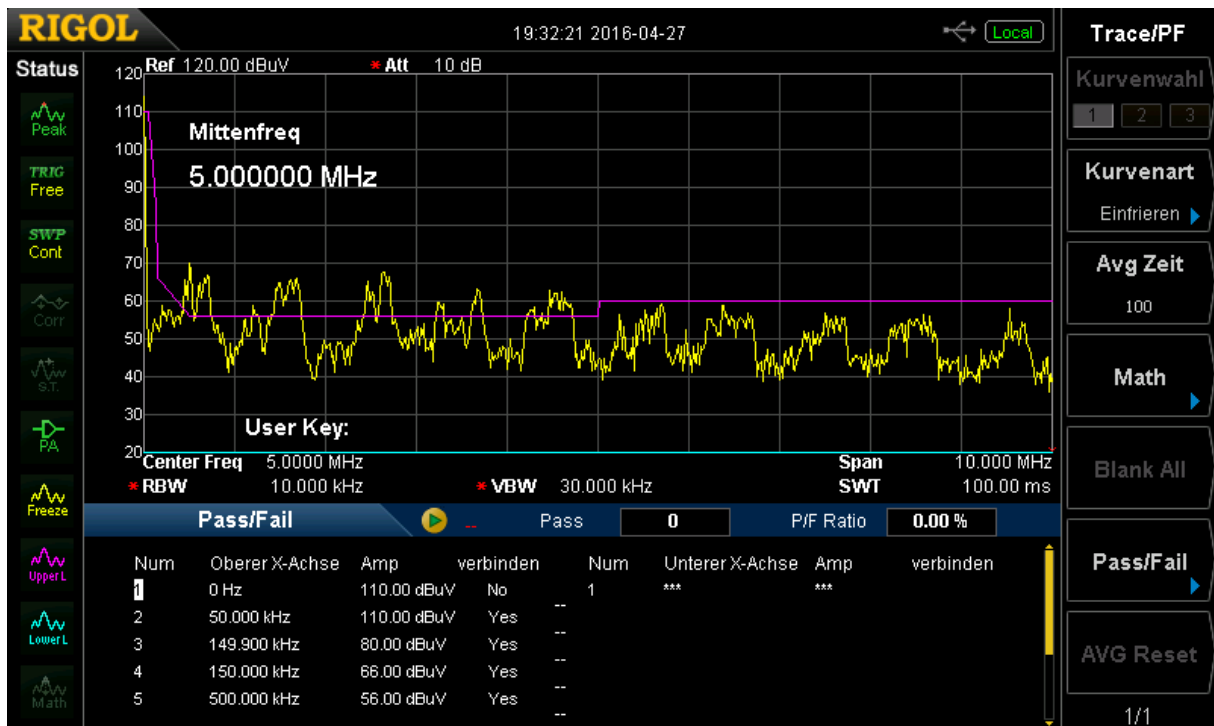 RIGOL
19:32:21 2016-04-27
Local
Trace/PF
Status
Ref 120.00 dBuV
* Att 10 dB
120
110
100
90
80
70
60
50
40
30
20
Mittenfreq
5.000000 MHz
User Key:
Peak
TRIG
Free
SWP
Cont
Corr
S.T.
PA
Freeze
Upper L
Lower L
Math
Center Freq 5.0000 MHz
Span 10.000 MHz
* RBW 10.000 kHz
* VBW 30.000 kHz
SWT 100.00 ms
Pass/Fail
--
Pass 0
P/F Ratio 0.00 %
Num Oberer X-Achse Amp verbinden Num Unterer X-Achse Amp verbinden
1 0 Hz 110.00 dBuV No 1 *** ***
--
2 50.000 kHz 110.00 dBuV Yes
--
3 149.900 kHz 80.00 dBuV Yes
--
4 150.000 kHz 66.00 dBuV Yes
--
5 500.000 kHz 56.00 dBuV Yes
--
Kurvenwahl
1 2 3
Kurvenart
Einfrieren
Avg Zeit
100
Math
Blank All
Pass/Fail
AVG Reset
1/1